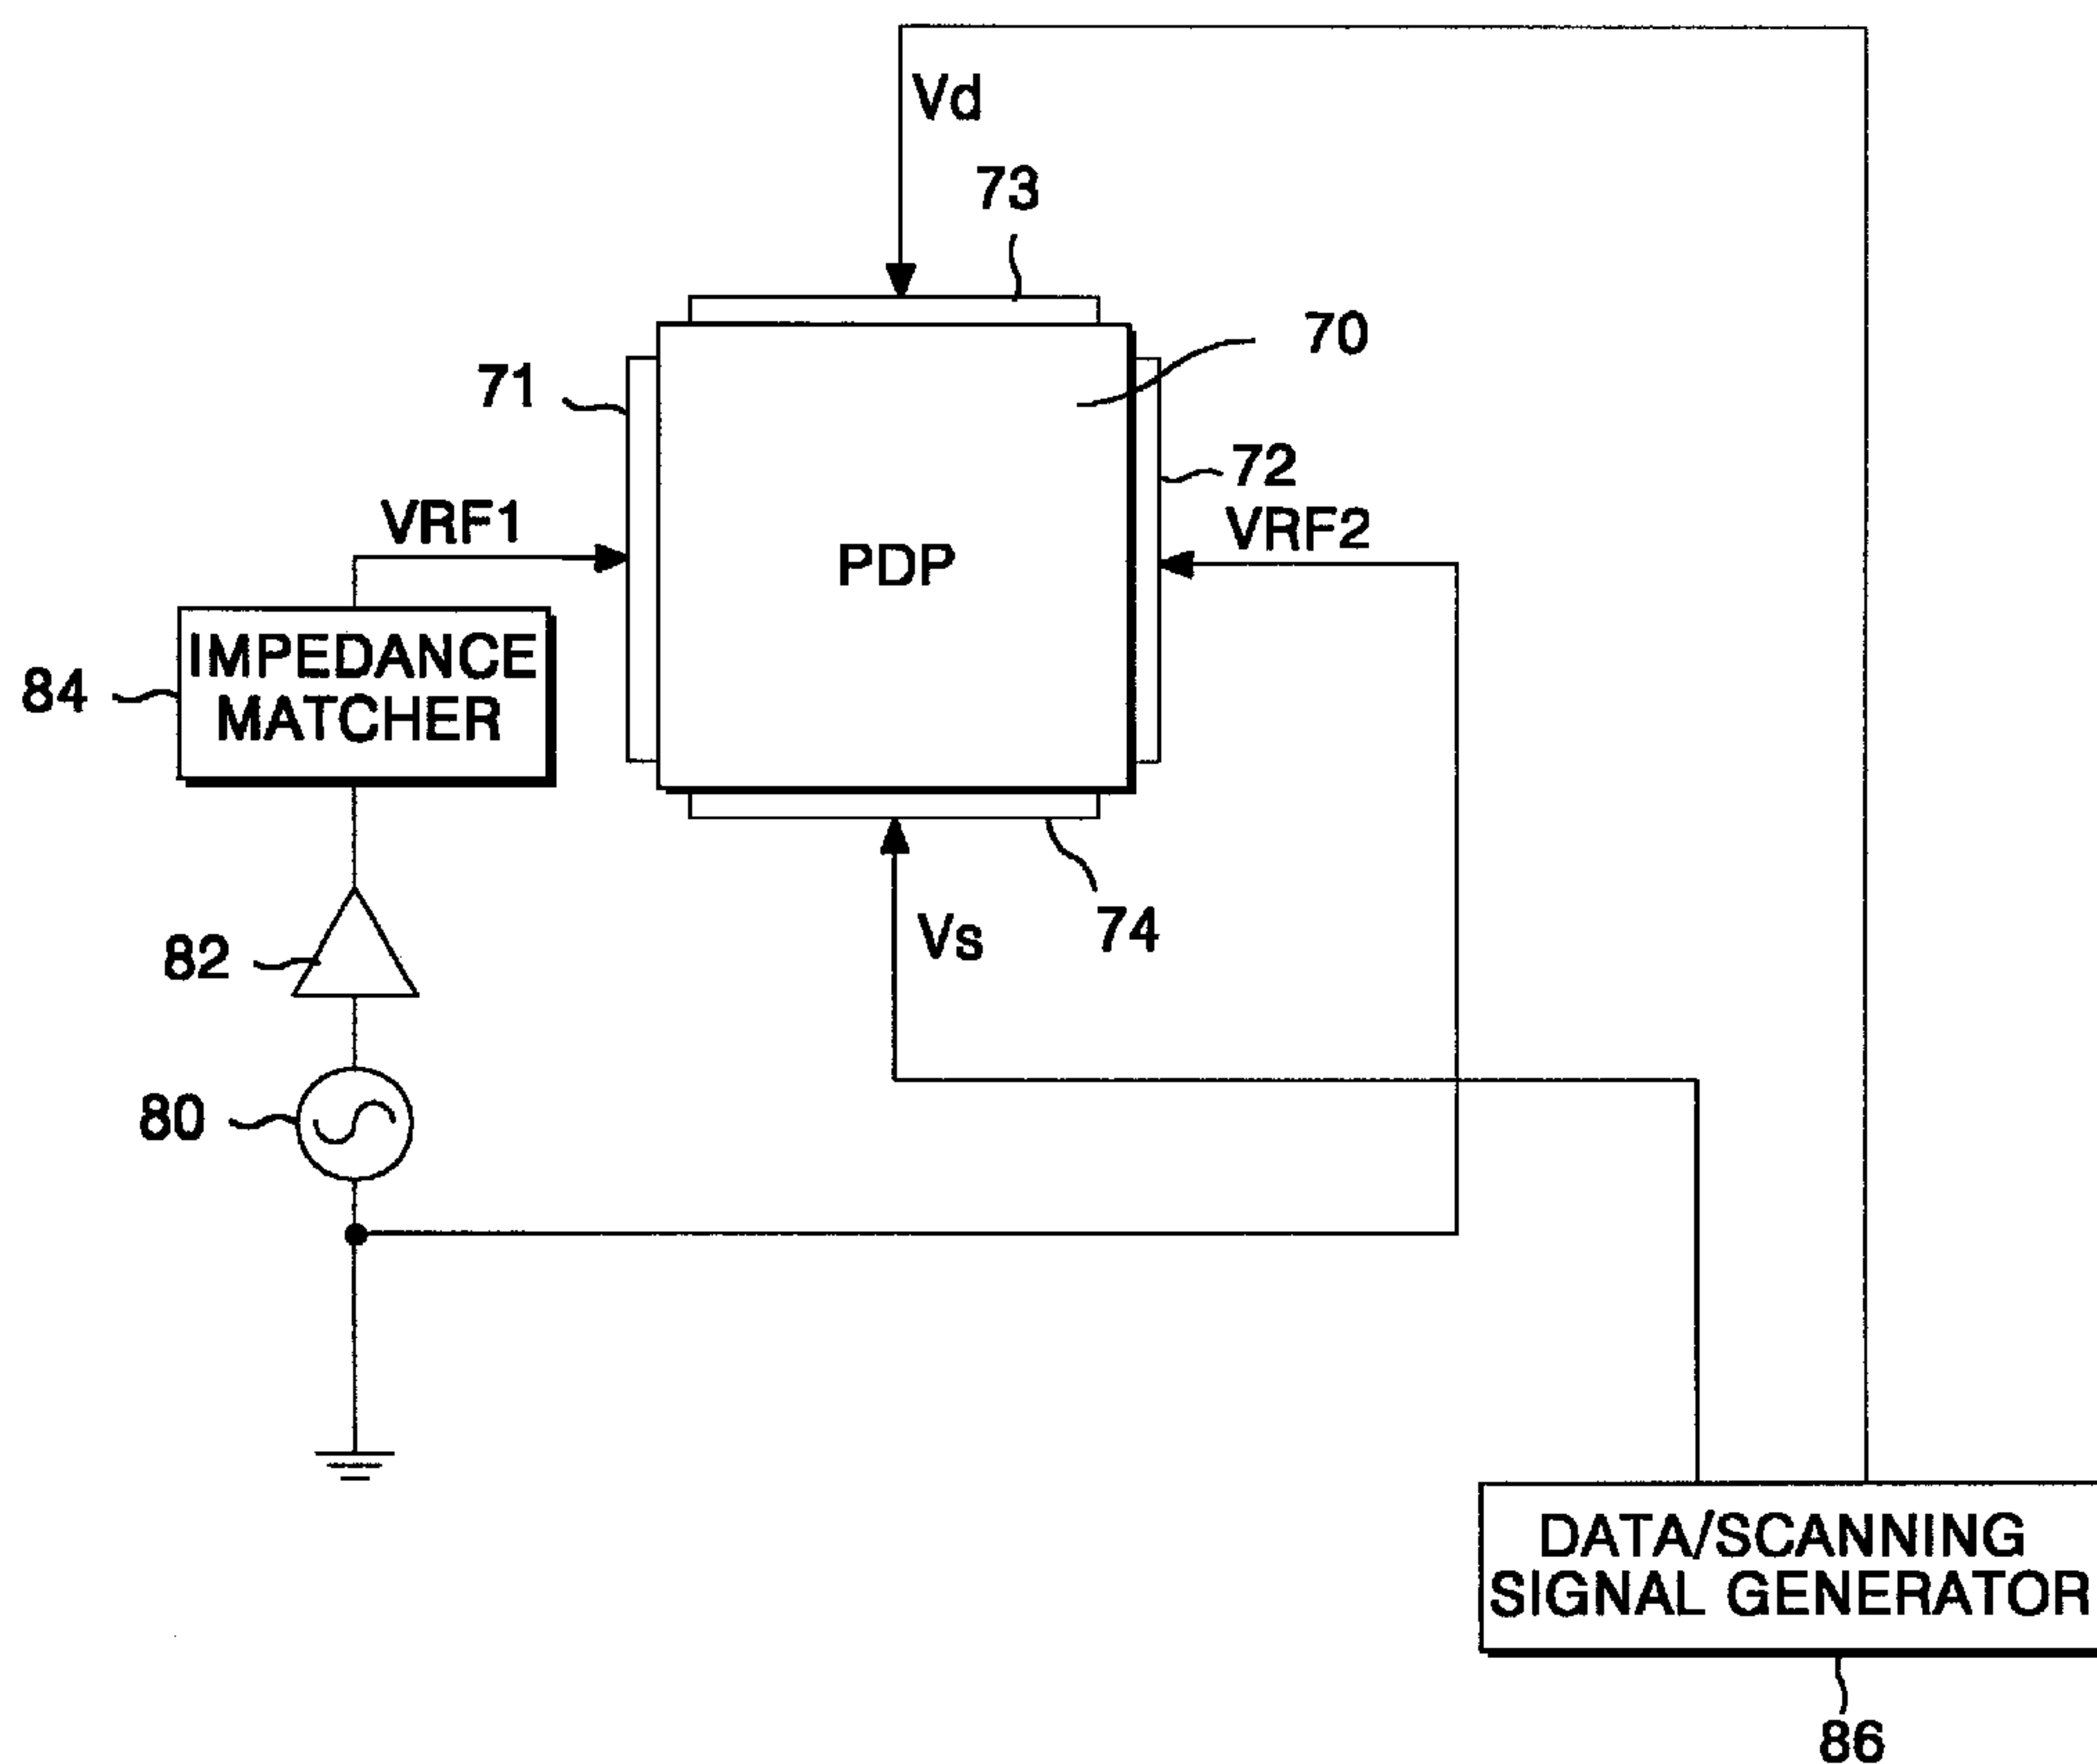 Vd
73
70
71
72
VRF1
VRF2
PDP
IMPEDANCE
MATCHER
84
74
Vs
82
80
DATA/SCANNING
SIGNAL GENERATOR
86